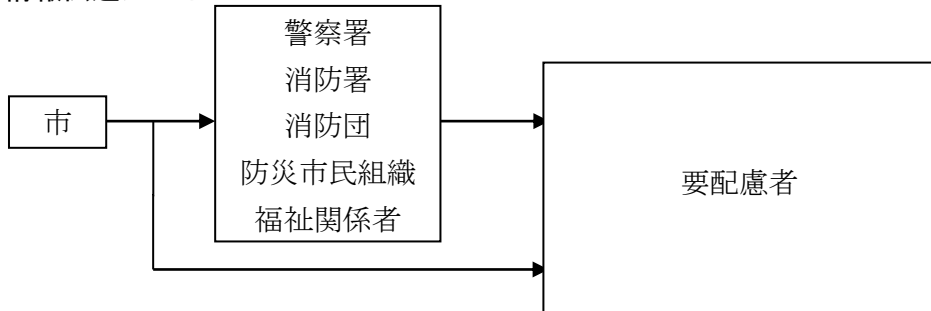 市
警察署
消防署
消防団
防災市民組織
福祉関係者
要配慮者